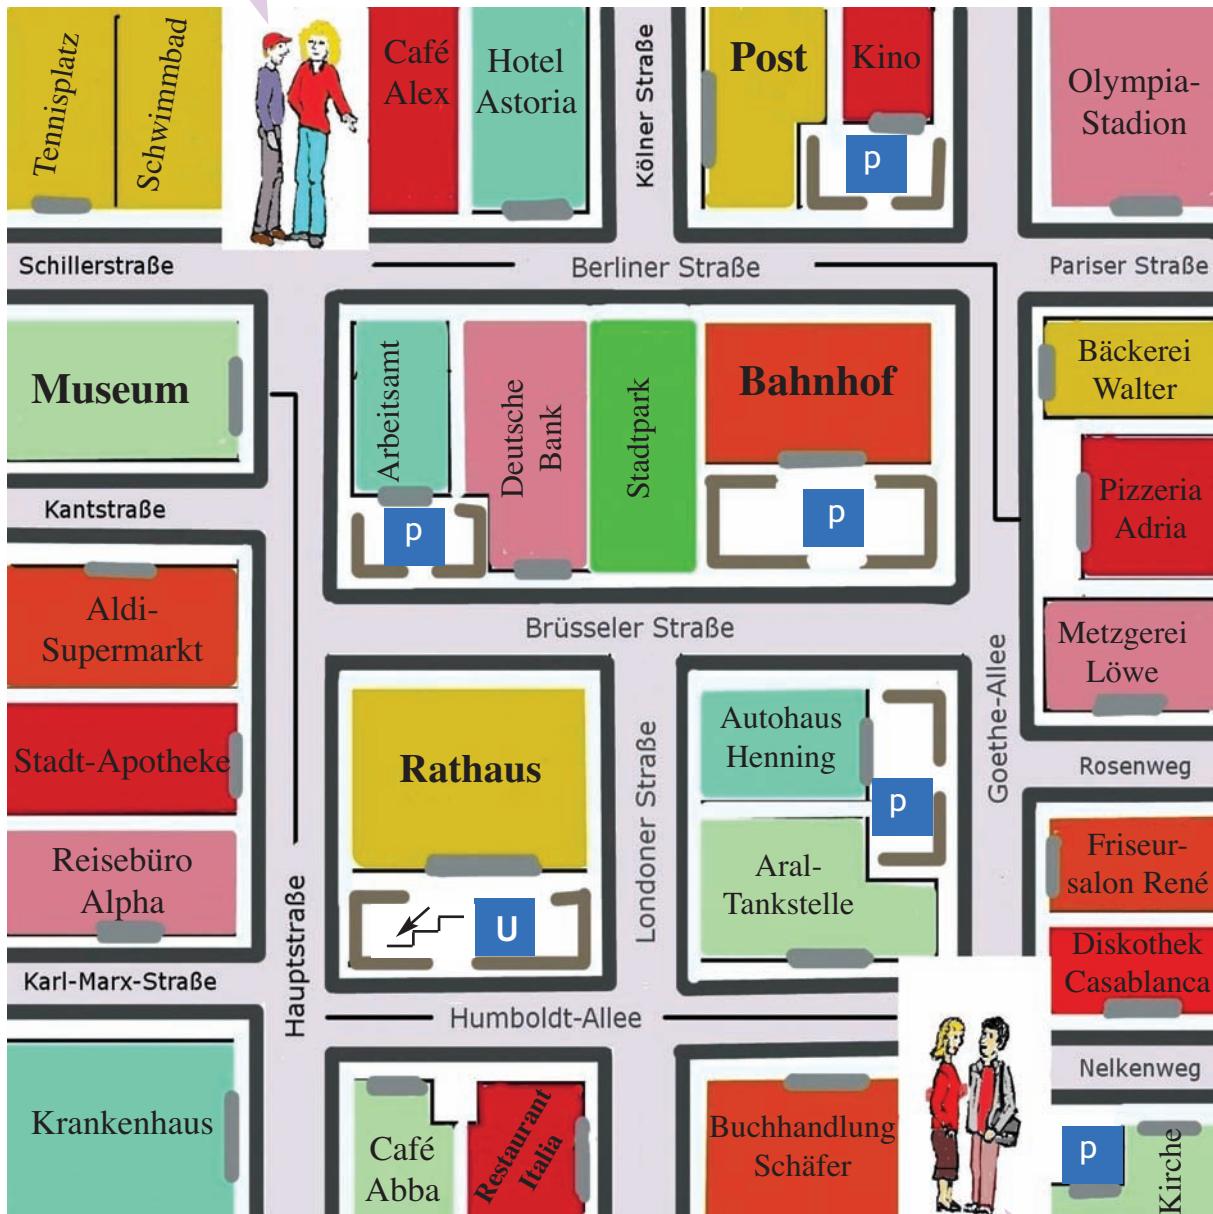 Tennisplatz
Schwimmbad
Café
Alex
Hotel
Astoria
Kölner Straße
Post
Kino
p
Olympia-
Stadion
Schillerstraße
Berliner Straße
Pariser Straße
Museum
Arbeitsamt
p
Deutsche
Bank
Stadtpark
Bahnhof
p
Bäckerei
Walter
Pizzeria
Adria
Metzgerei
Löwe
Kantstraße
Aldi-
Supermarkt
Stadt-Apotheke
Reisebüro
Alpha
Brüsseler Straße
Rathaus
U
Londoner Straße
Autohaus
Henning
p
Aral-
Tankstelle
Goethe-Allee
Rosenweg
Friseur-
salon René
Diskothek
Casablanca
Karl-Marx-Straße
Hauptstraße
Humboldt-Allee
Nelkenweg
Krankenhaus
Café
Abba
Restaurant
Italia
Buchhandlung
Schäfer
p
Kirche